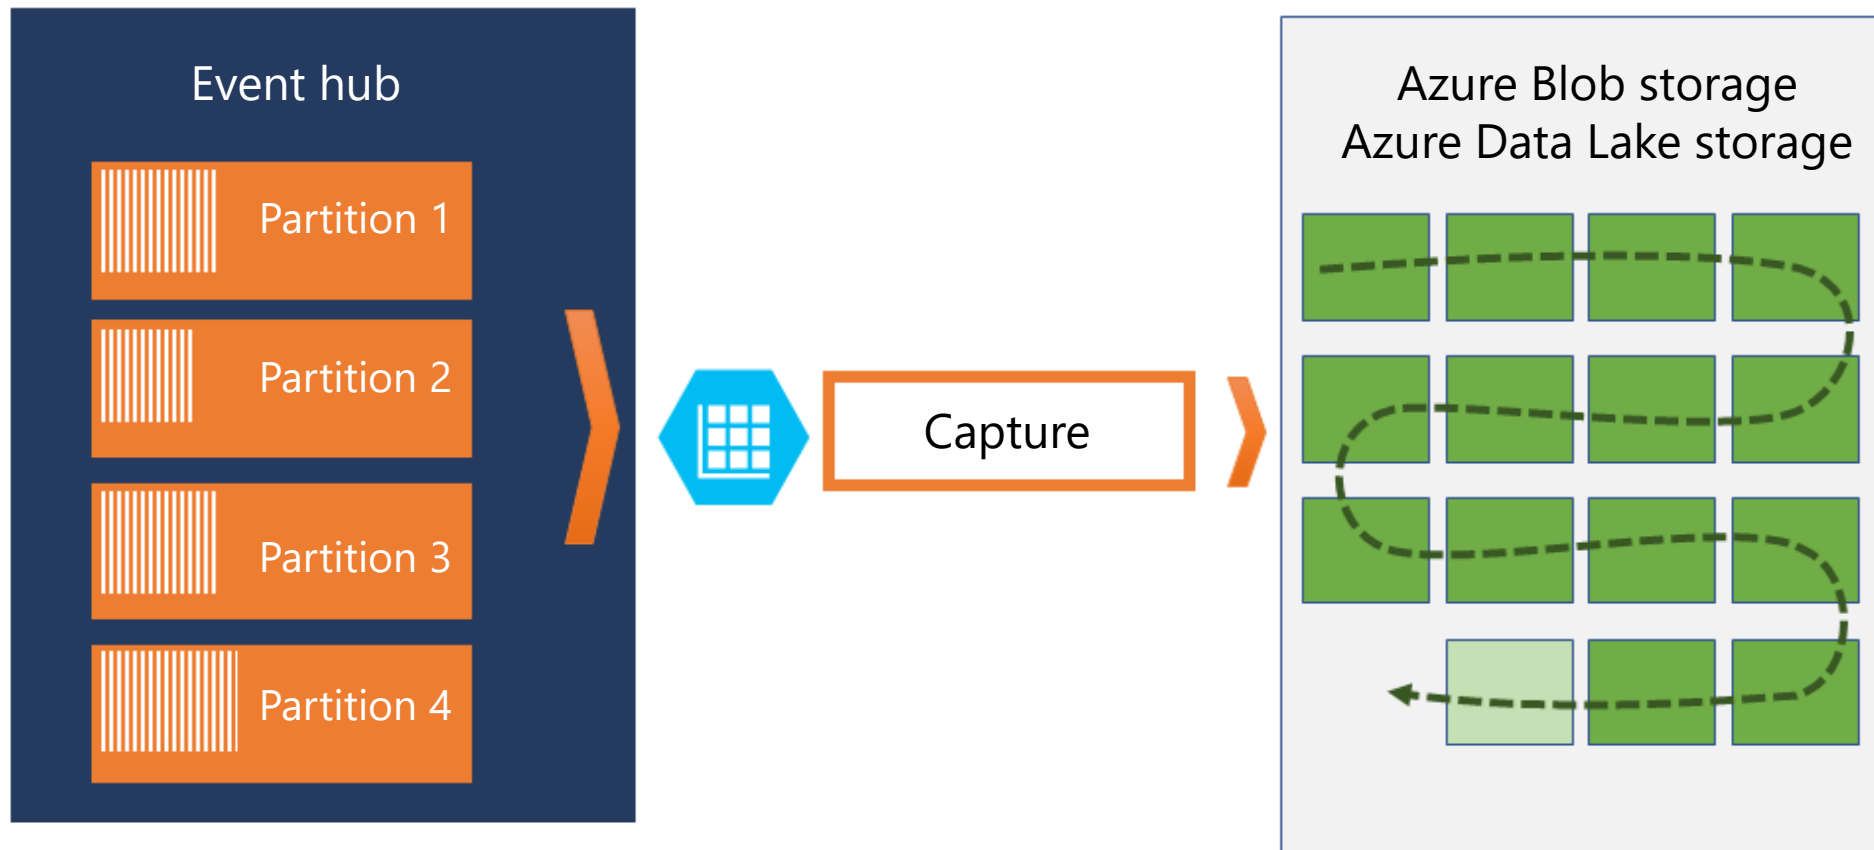 Event hub
Partition 1
Partition 2
Partition 3
Partition 4
Capture
Azure Blob storage
Azure Data Lake storage